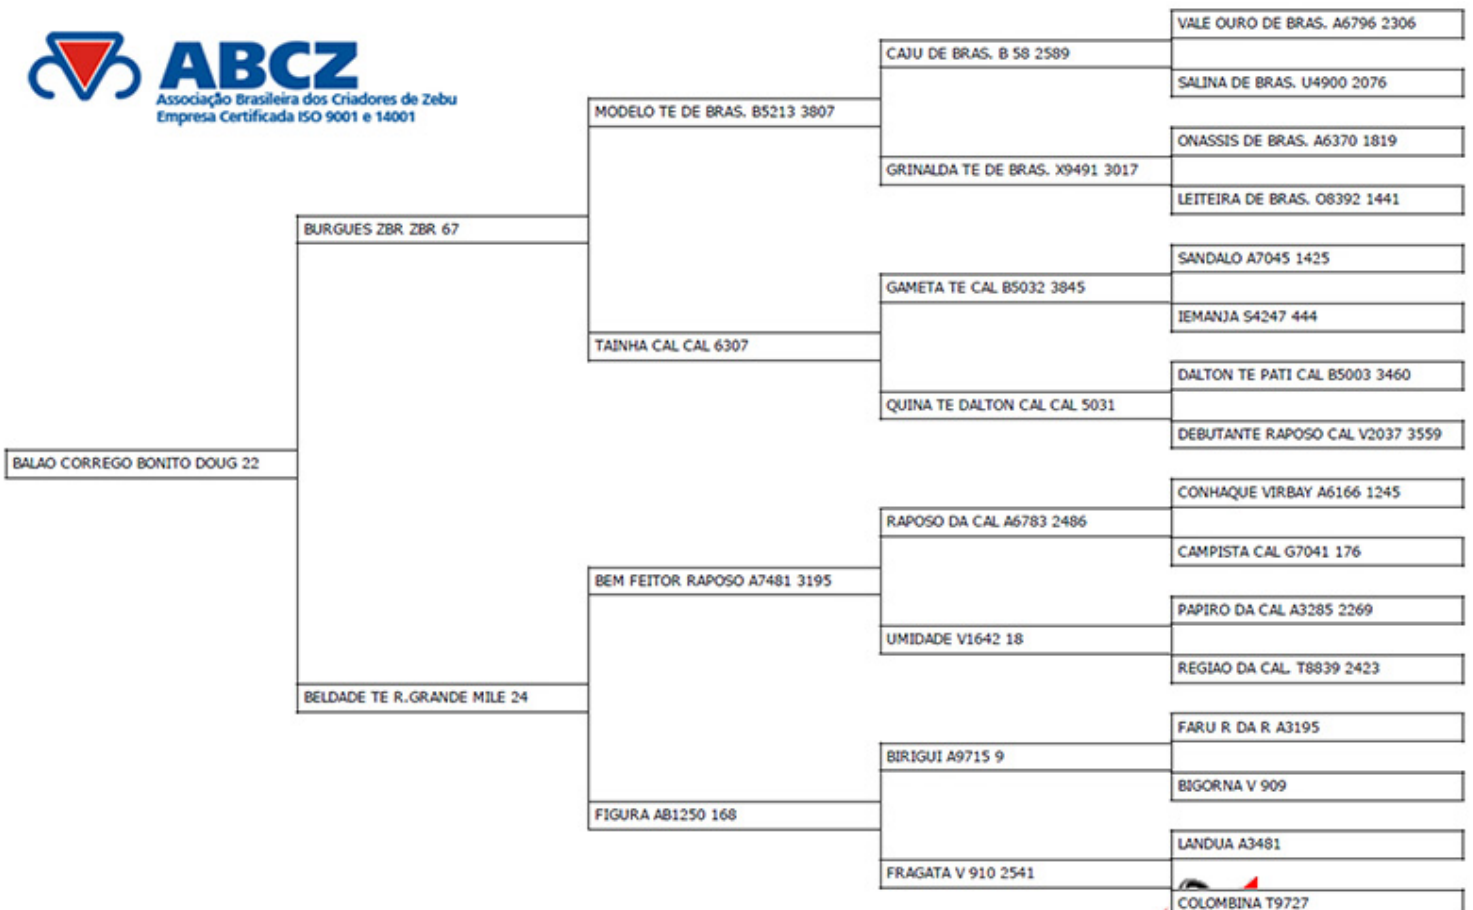 ABCZ
Associação Brasileira dos Criadores de Zebu
Empresa Certificada ISO 9001 e 14001
BALAO CORREGO BONITO DOUG 22
BURGUES ZBR ZBR 67
BELDADE TE R.GRANDE MILE 24
MODELO TE DE BRAS. B5213 3807
TAINHA CAL CAL 6307
BEM FEITOR RAPOSO A7481 3195
FIGURA AB1250 168
CAJU DE BRAS. B 58 2589
GRINALDA TE DE BRAS. X9491 3017
GAMETA TE CAL B5032 3845
QUINA TE DALTON CAL CAL 5031
RAPOSO DA CAL A6783 2486
UMIDADE V1642 18
BIRIGUI A9715 9
FRAGATA V 910 2541
VALE OURO DE BRAS. A6796 2306
SALINA DE BRAS. U4900 2076
ONASSIS DE BRAS. A6370 1819
LEITEIRA DE BRAS. O8392 1441
SANDALO A7045 1425
IEMANJA S4247 444
DALTON TE PATI CAL B5003 3460
DEBUTANTE RAPOSO CAL V2037 3559
CONHAQUE VIRBAY A6166 1245
CAMPISTA CAL G7041 176
PAPIRO DA CAL A3285 2269
REGIAO DA CAL. T8839 2423
FARU R DA R A3195
BIGORNA V 909
LANDUA A3481
COLOMBINA T9727